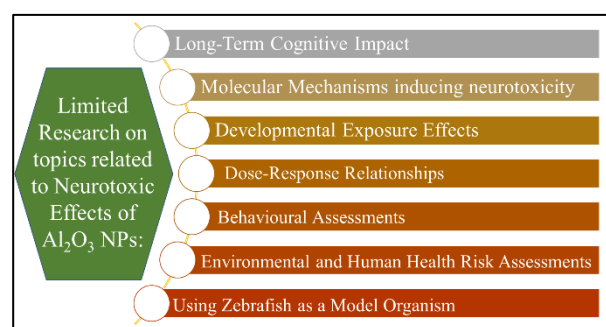 Limited
Research on
topics related
to Neurotoxic
Effects of
Al₂O₃ NPs:
Long-Term Cognitive Impact
Molecular Mechanisms inducing neurotoxicity
Developmental Exposure Effects
Dose-Response Relationships
Behavioural Assessments
Environmental and Human Health Risk Assessments
Using Zebrafish as a Model Organism